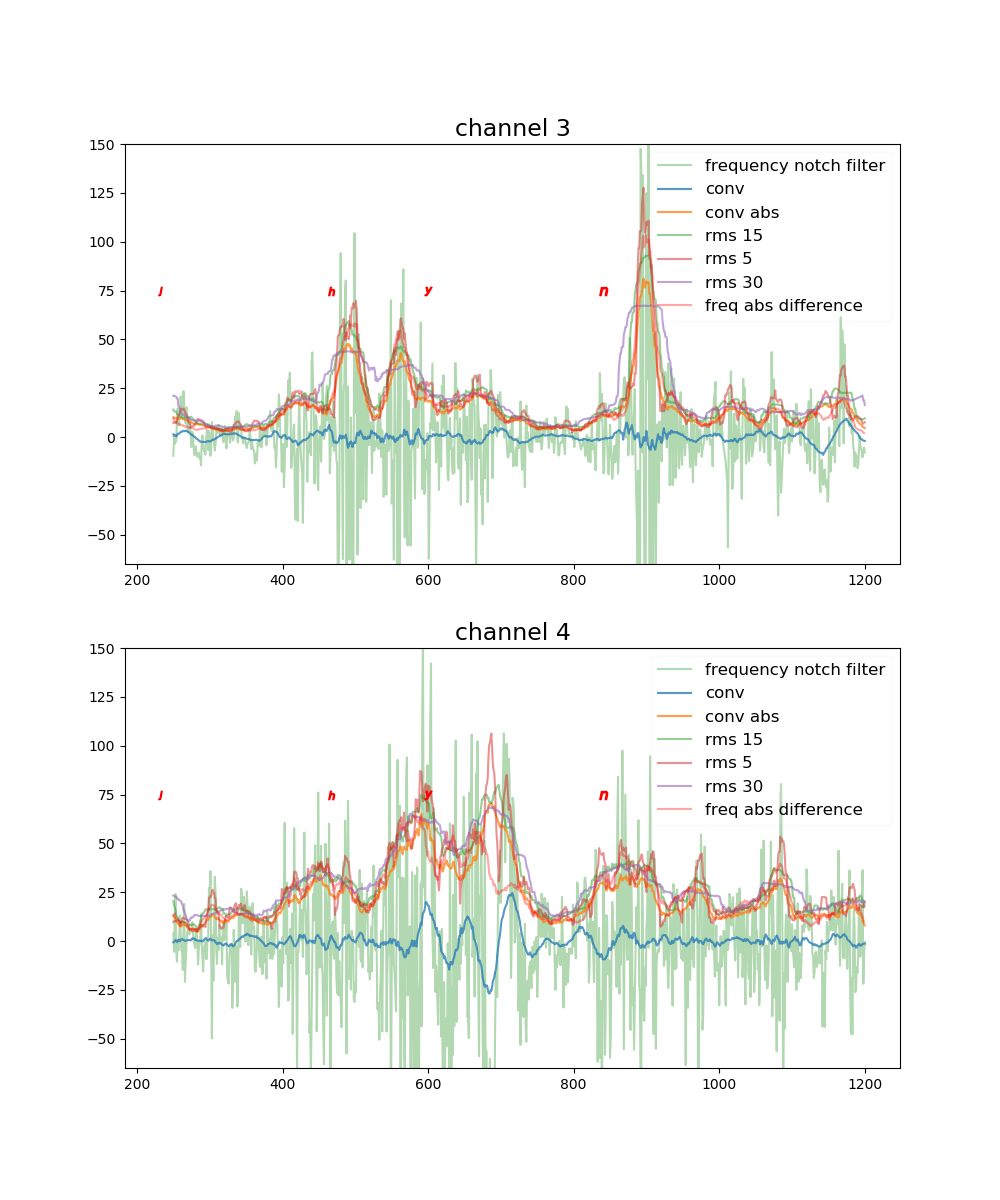 channel 3
150
125
100
75
50
25
0
−25
−50
frequency notch filter
conv
conv abs
rms 15
rms 5
rms 30
freq abs difference
j h y n
200 400 600 800 1000 1200
channel 4
150
125
100
75
50
25
0
−25
−50
frequency notch filter
conv
conv abs
rms 15
rms 5
rms 30
freq abs difference
j h y n
200 400 600 800 1000 1200